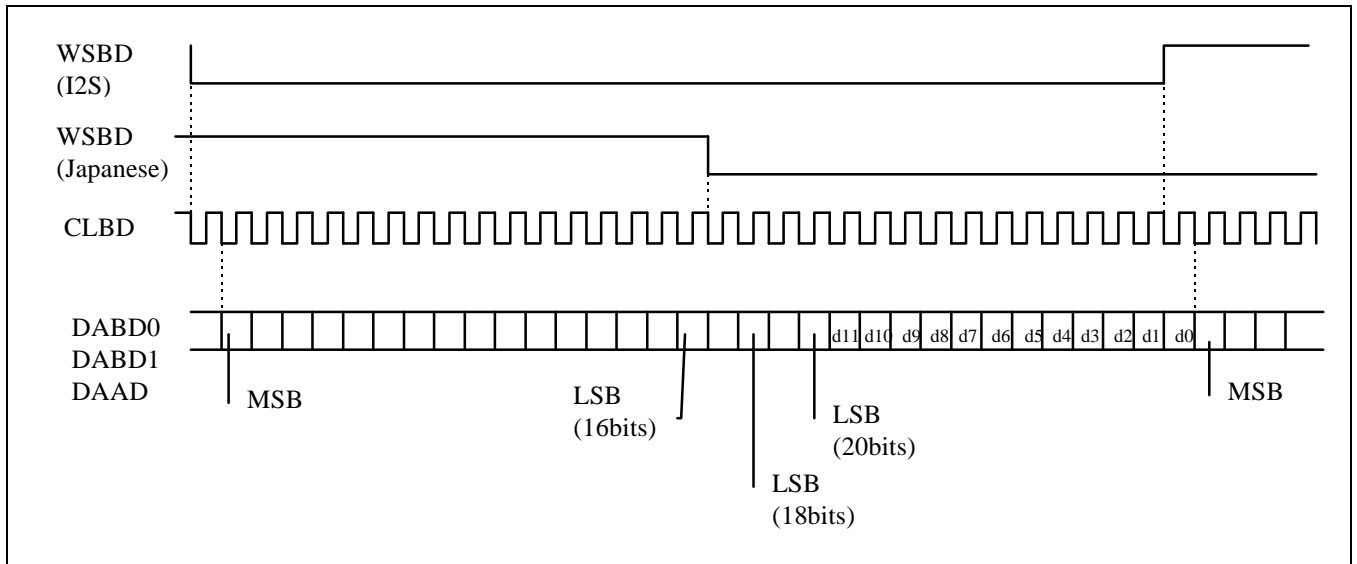 WSBD
(I2S)
WSBD
(Japanese)
CLBD
DABD0
DABD1
DAAD
d11 d10 d9 d8 d7 d6 d5 d4 d3 d2 d1 d0
MSB
LSB
(16bits)
LSB
(18bits)
LSB
(20bits)
MSB